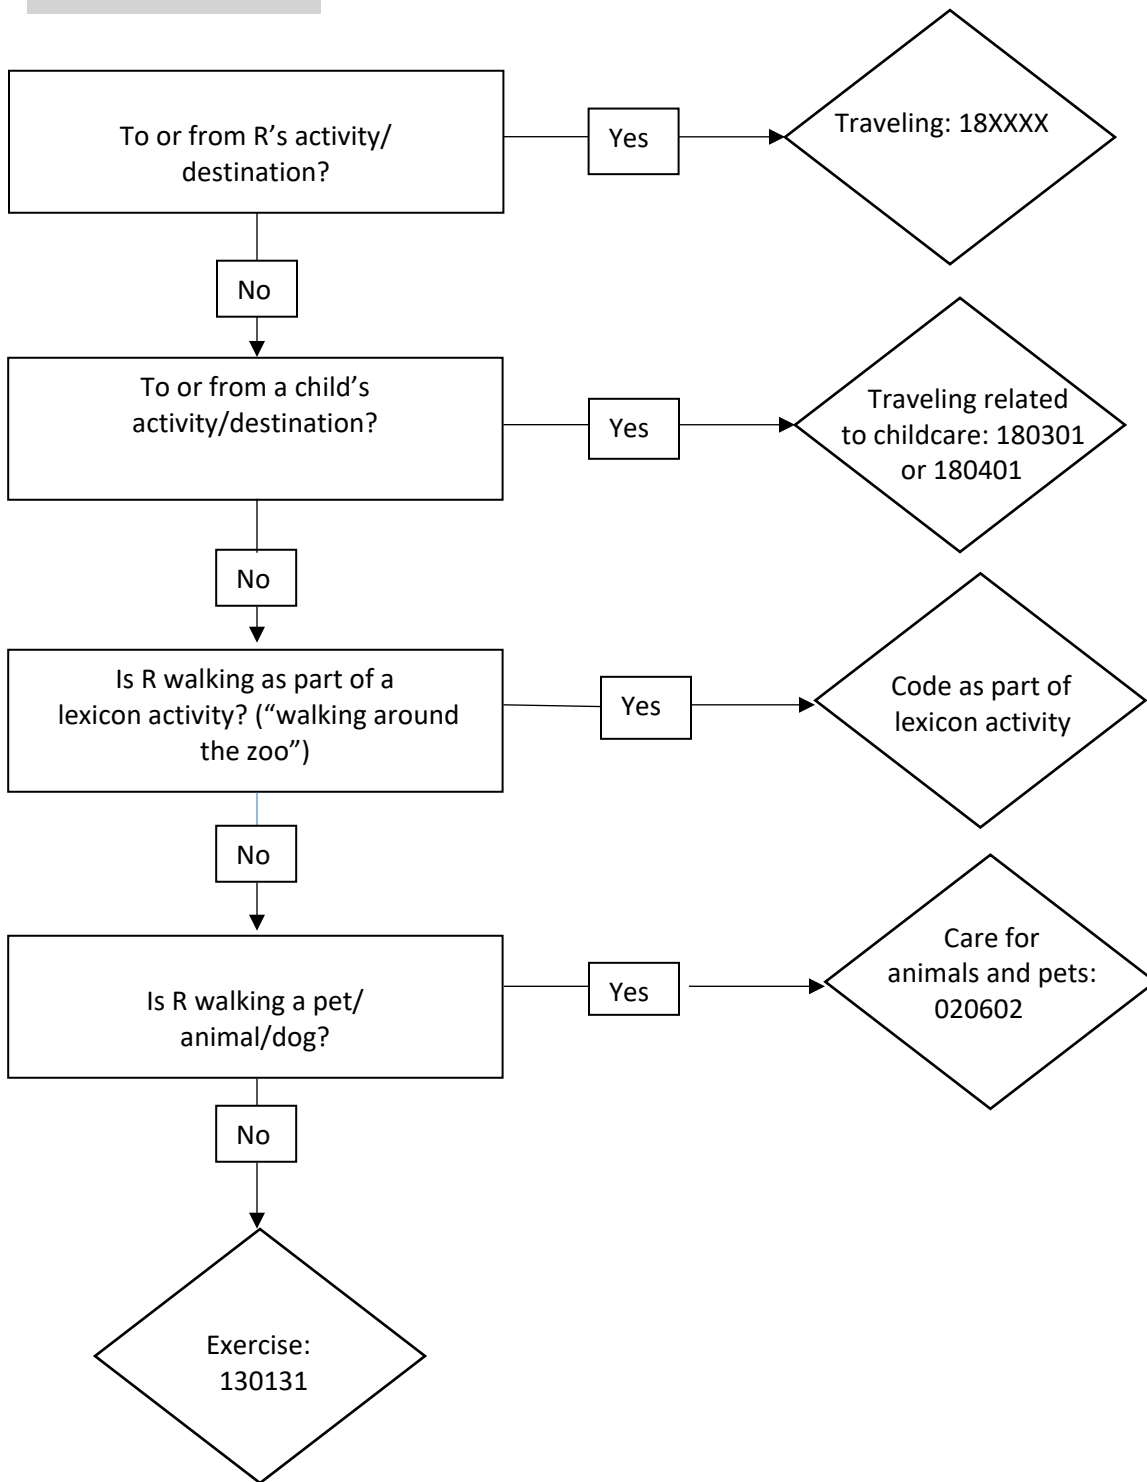 To or from R’s activity/
destination?
Yes
Traveling: 18XXXX
No
To or from a child’s
activity/destination?
Yes
Traveling related
to childcare: 180301
or 180401
No
Is R walking as part of a
lexicon activity? (“walking around
the zoo”)
Yes
Code as part of
lexicon activity
No
Is R walking a pet/
animal/dog?
Yes
Care for
animals and pets:
020602
No
Exercise:
130131